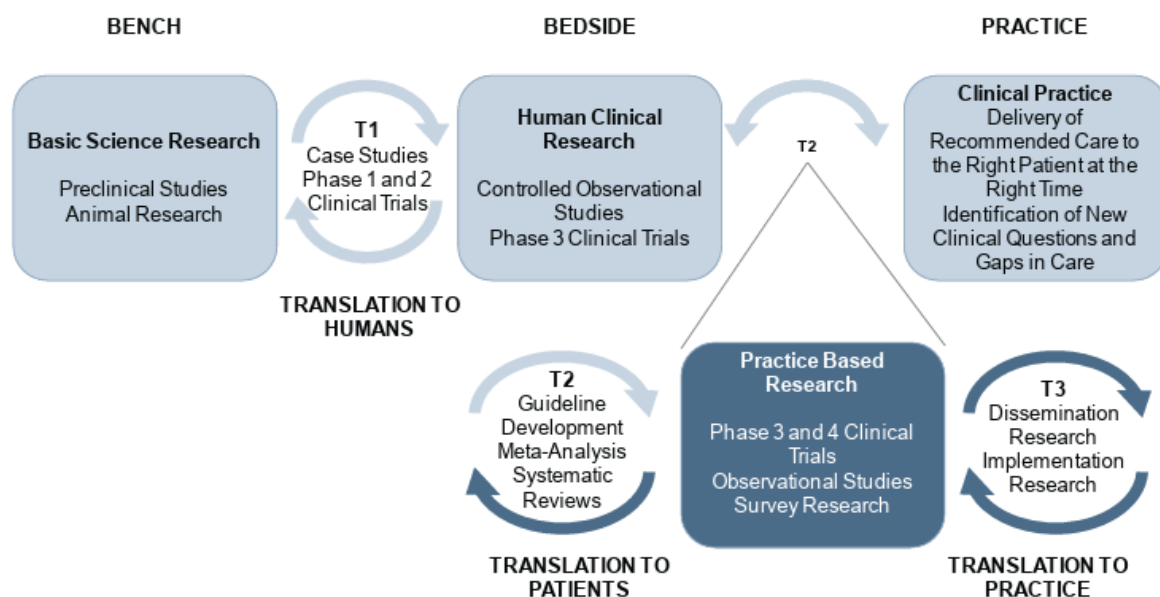 BENCH
BEDSIDE
PRACTICE
Basic Science Research
Preclinical Studies
Animal Research
T1
Case Studies
Phase 1 and 2
Clinical Trials
TRANSLATION TO
HUMANS
Human Clinical
Research
Controlled Observational
Studies
Phase 3 Clinical Trials
T2
Clinical Practice
Delivery of
Recommended Care to
the Right Patient at the
Right Time
Identification of New
Clinical Questions and
Gaps in Care
T2
Guideline
Development
Meta-Analysis
Systematic
Reviews
TRANSLATION TO
PATIENTS
Practice Based
Research
Phase 3 and 4 Clinical
Trials
Observational Studies
Survey Research
T3
Dissemination
Research
Implementation
Research
TRANSLATION TO
PRACTICE